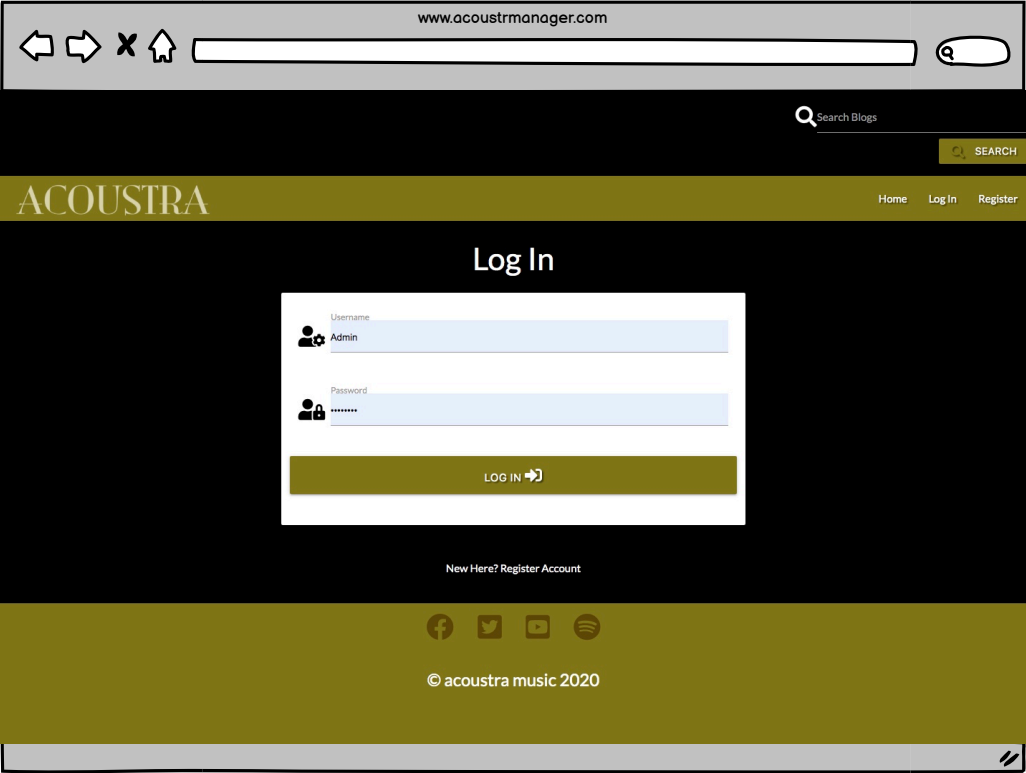 www.acoustrmanager.com
Search Blogs
SEARCH
ACOUSTRA
Home Log In Register
Log In
Username
Admin
Password
••••••••
LOG IN
New Here? Register Account
© acoustra music 2020